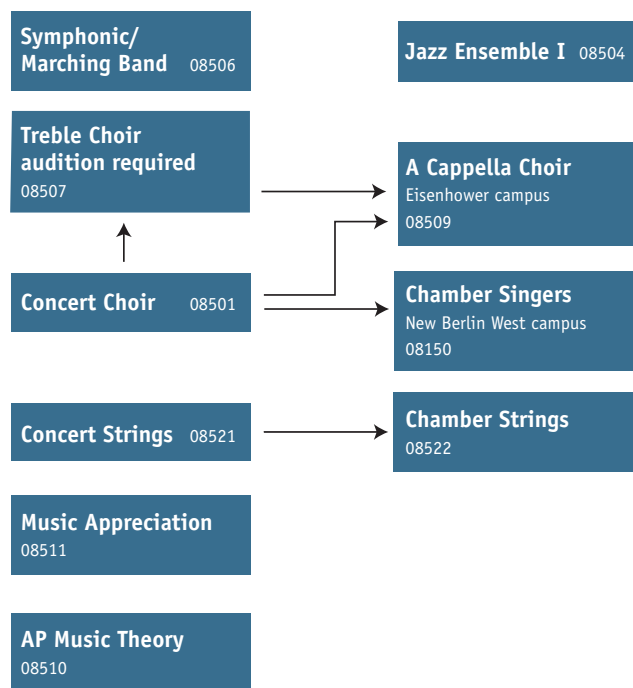 Symphonic/
Marching Band 08506
Jazz Ensemble I 08504
Treble Choir
audition required
08507
A Cappella Choir
Eisenhower campus
08509
Concert Choir 08501
Chamber Singers
New Berlin West campus
08150
Concert Strings 08521
Chamber Strings
08522
Music Appreciation
08511
AP Music Theory
08510